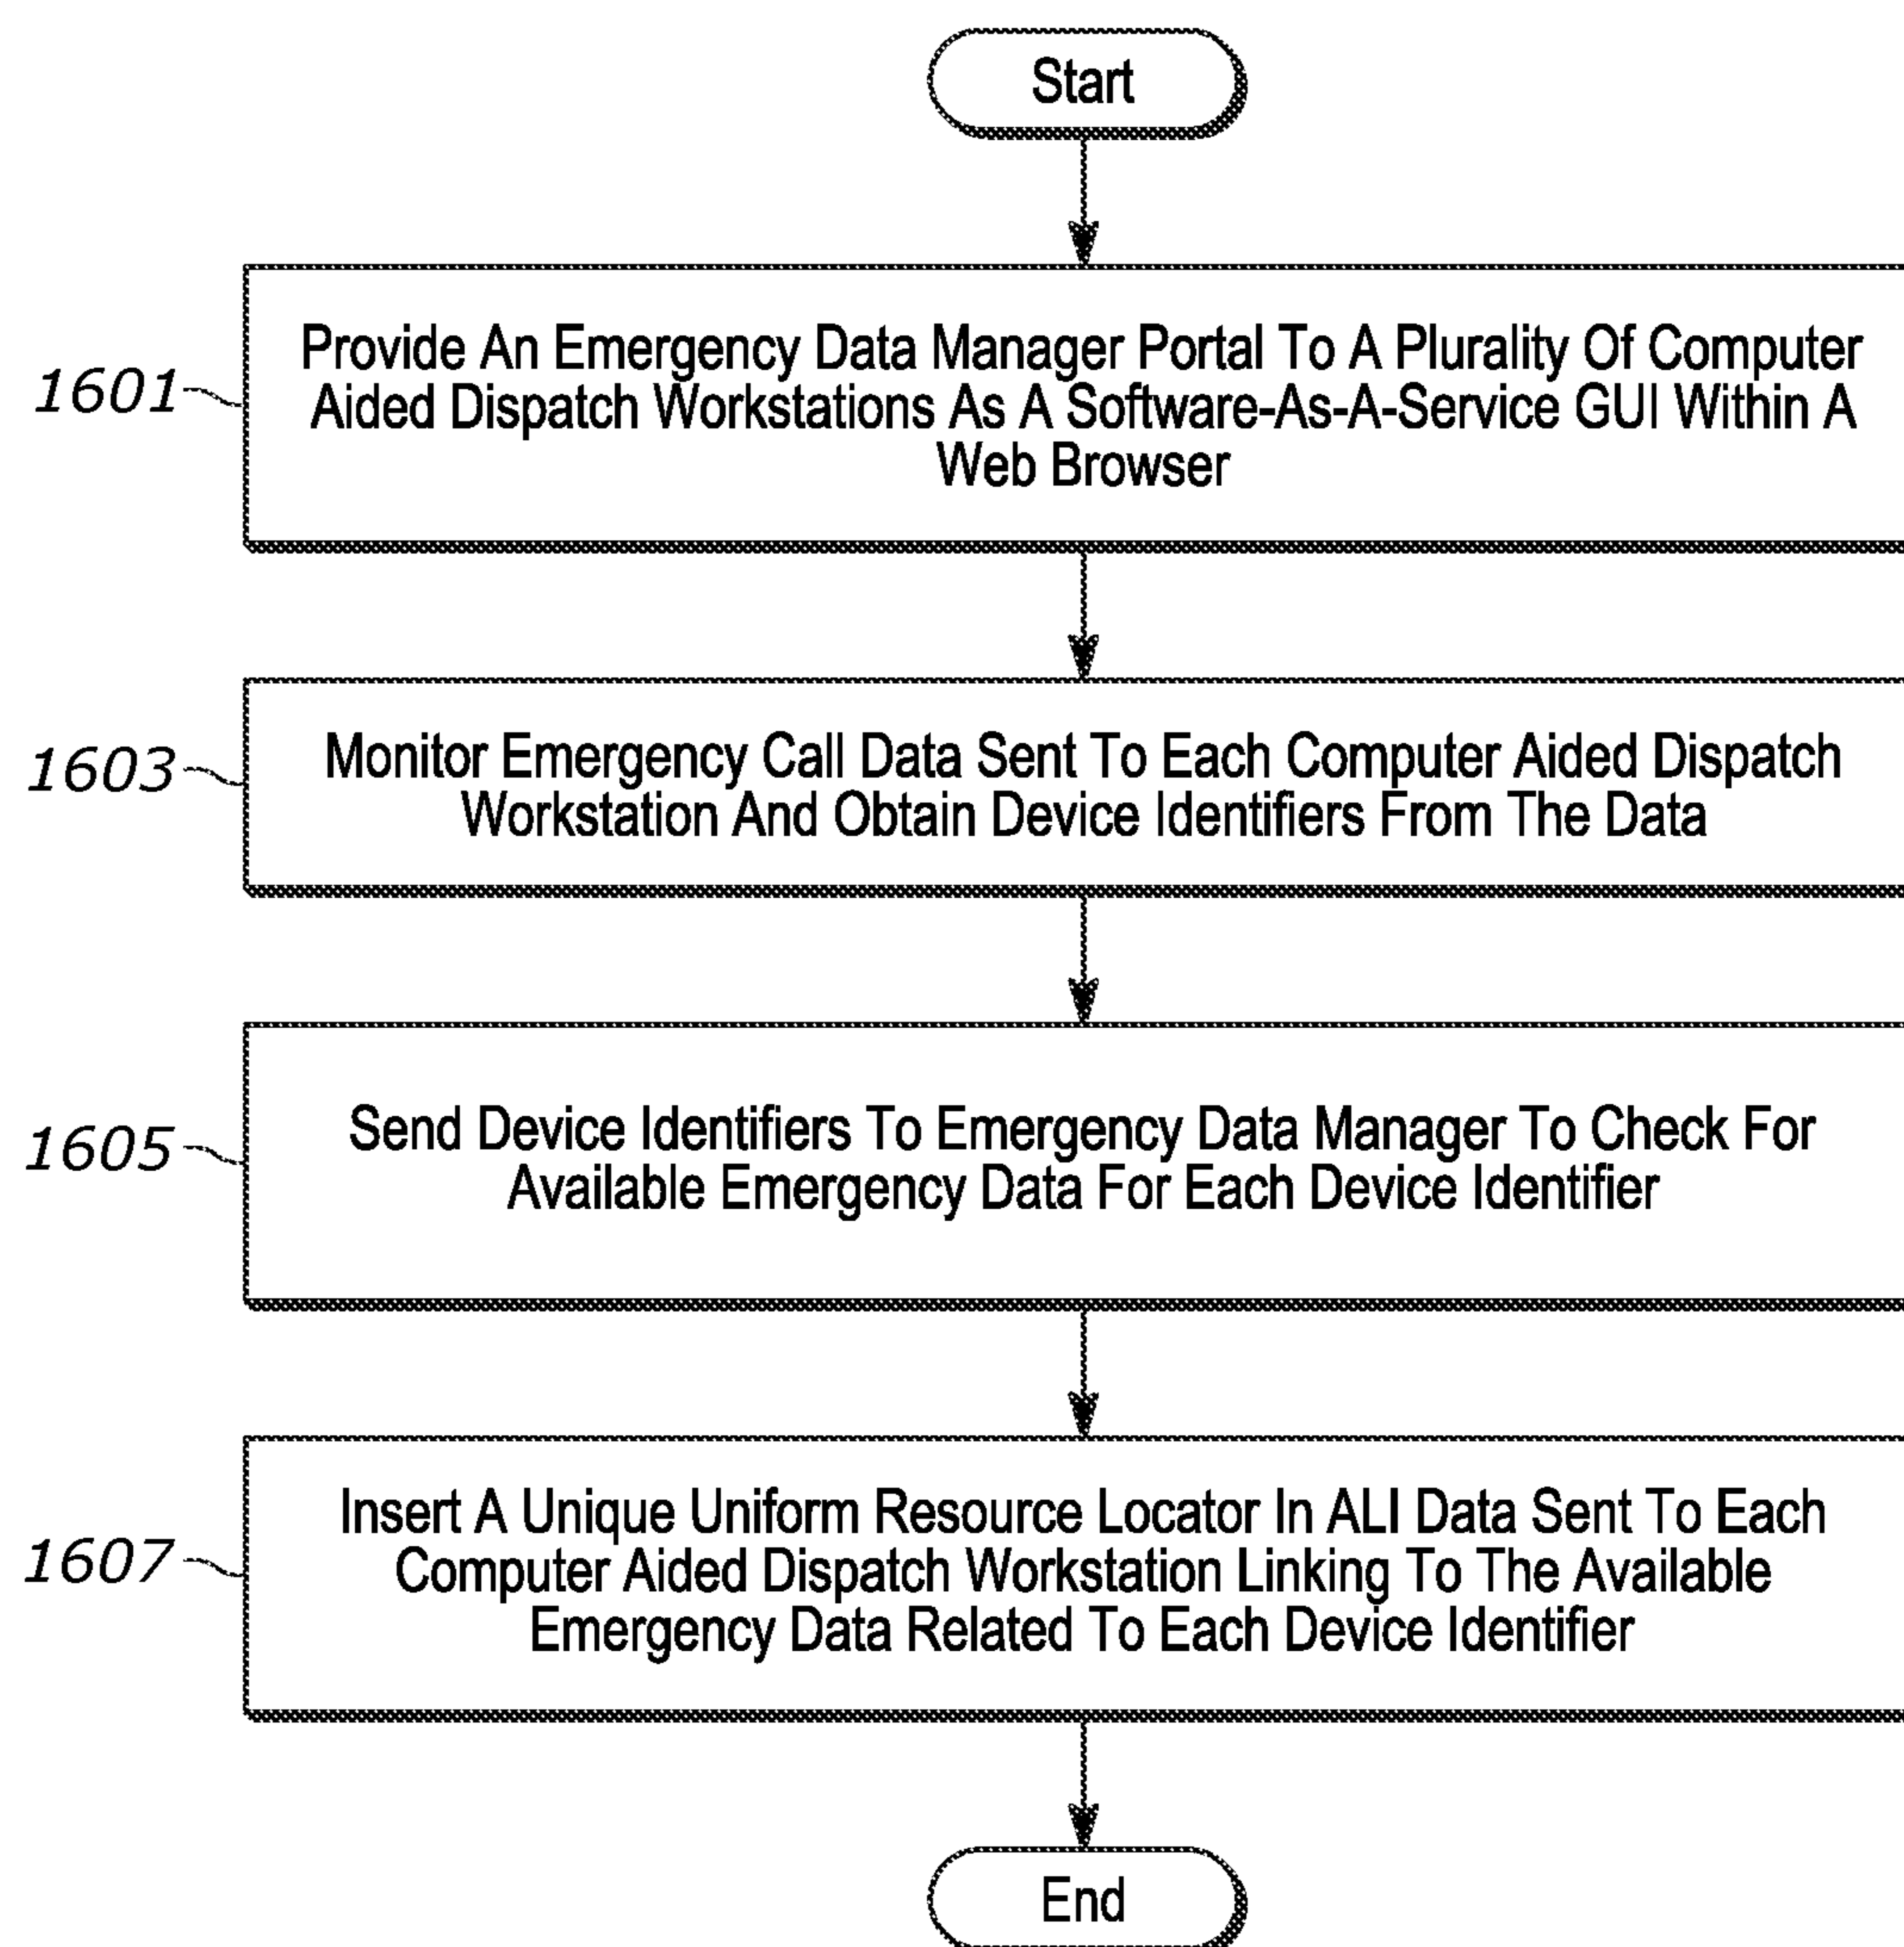 Start
1601
Provide An Emergency Data Manager Portal To A Plurality Of Computer
Aided Dispatch Workstations As A Software-As-A-Service GUI Within A
Web Browser
1603
Monitor Emergency Call Data Sent To Each Computer Aided Dispatch
Workstation And Obtain Device Identifiers From The Data
1605
Send Device Identifiers To Emergency Data Manager To Check For
Available Emergency Data For Each Device Identifier
1607
Insert A Unique Uniform Resource Locator In ALI Data Sent To Each
Computer Aided Dispatch Workstation Linking To The Available
Emergency Data Related To Each Device Identifier
End